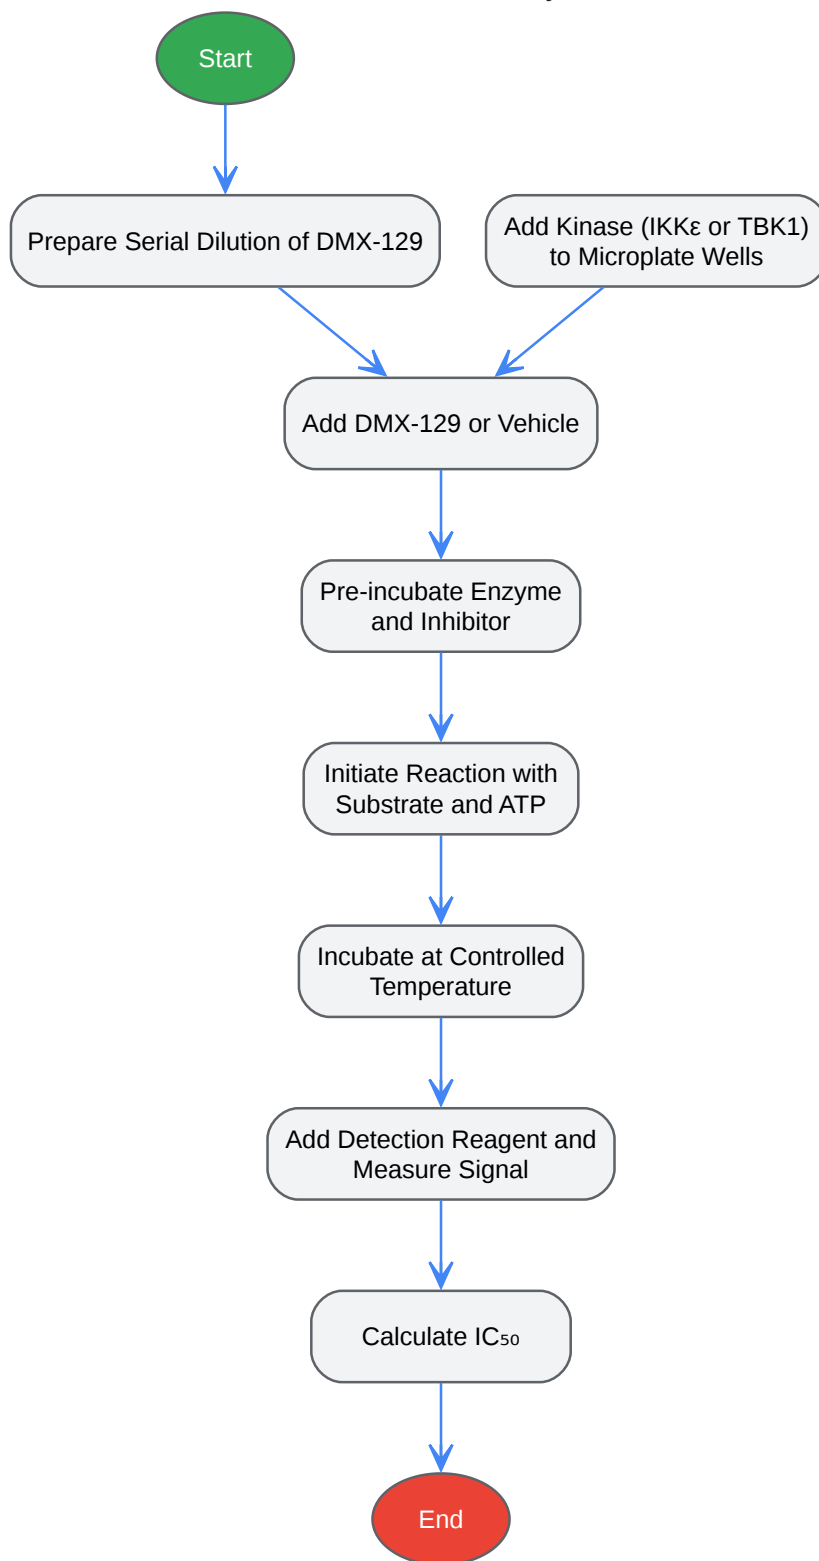 Start
Prepare Serial Dilution of DMX-129
Add Kinase (IKKε or TBK1)
to Microplate Wells
Add DMX-129 or Vehicle
Pre-incubate Enzyme
and Inhibitor
Initiate Reaction with
Substrate and ATP
Incubate at Controlled
Temperature
Add Detection Reagent and
Measure Signal
Calculate IC₅₀
End